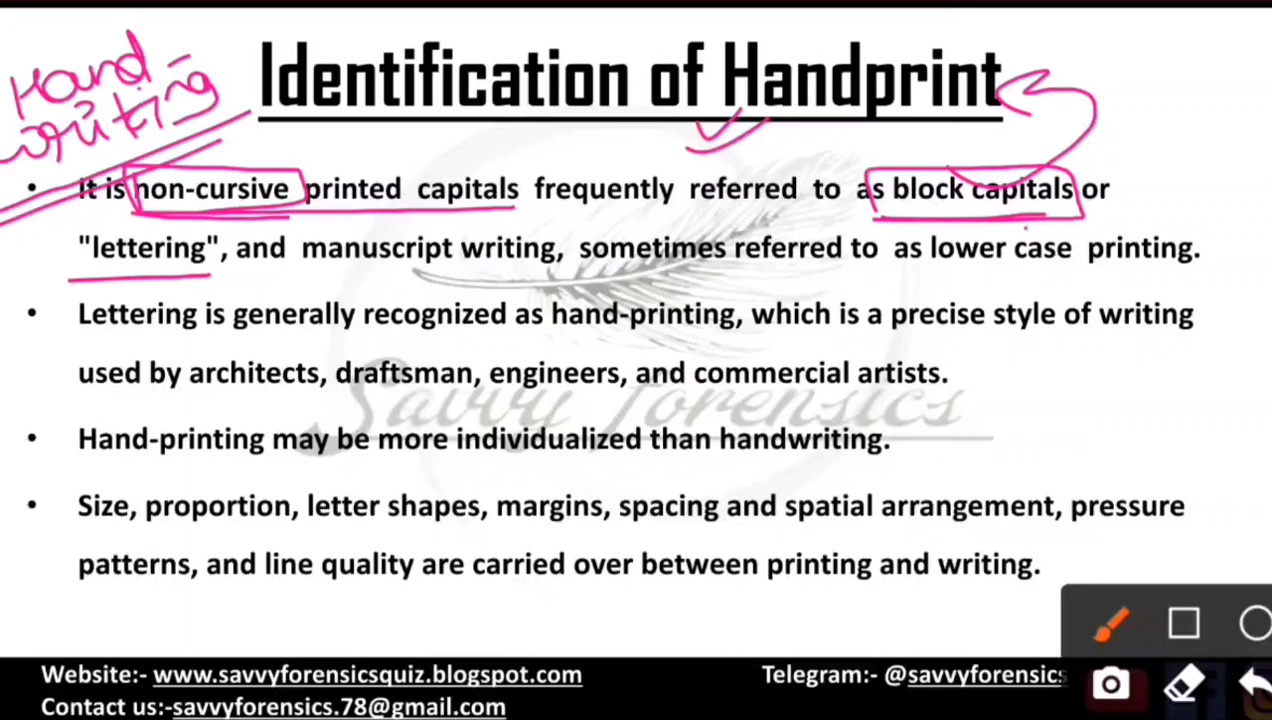 Identification of Handprint
Hand
writing
• It is non-cursive printed capitals frequently referred to as block capitals or
"lettering", and manuscript writing, sometimes referred to as lower case printing.
• Lettering is generally recognized as hand-printing, which is a precise style of writing
used by architects, draftsman, engineers, and commercial artists.
Savvy forensics
• Hand-printing may be more individualized than handwriting.
• Size, proportion, letter shapes, margins, spacing and spatial arrangement, pressure
patterns, and line quality are carried over between printing and writing.
Website:- www.savvyforensicsquiz.blogspot.com
Telegram:- @savvyforensics
Contact us:-savvyforensics.78@gmail.com